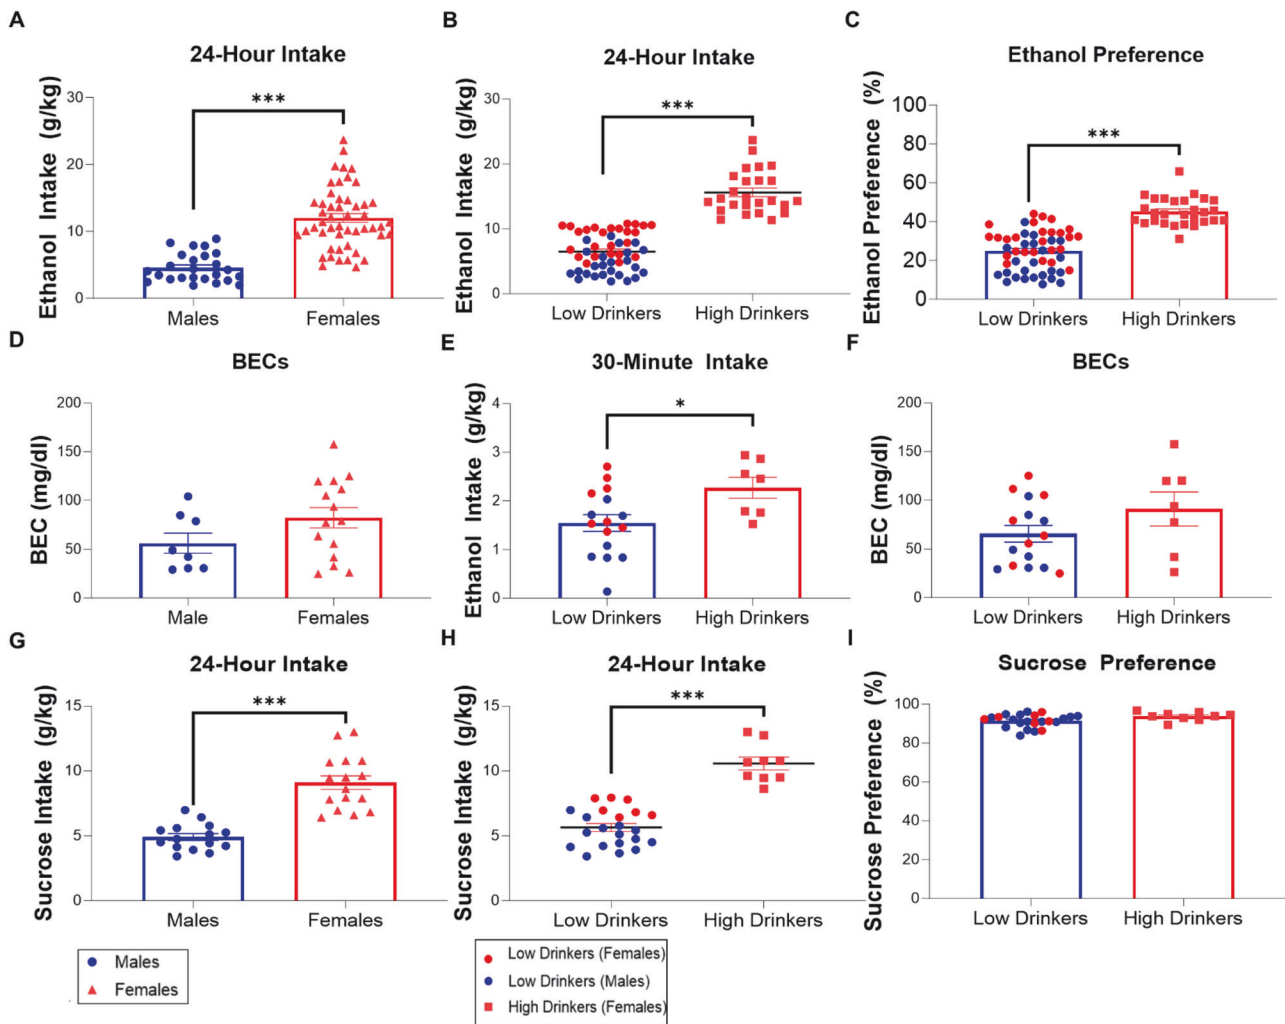 A
24-Hour Intake
Ethanol Intake (g/kg)
30
20
10
0
***
Males
Females
B
24-Hour Intake
Ethanol Intake (g/kg)
30
20
10
0
***
Low Drinkers
High Drinkers
C
Ethanol Preference
Ethanol Preference (%)
100
80
60
40
20
0
***
Low Drinkers
High Drinkers
D
BECs
BEC (mg/dl)
200
150
100
50
0
Male
Females
E
30-Minute Intake
Ethanol Intake (g/kg)
4
3
2
1
0
*
Low Drinkers
High Drinkers
F
BECs
BEC (mg/dl)
200
150
100
50
0
Low Drinkers
High Drinkers
G
24-Hour Intake
Sucrose Intake (g/kg)
15
10
5
0
***
Males
Females
H
24-Hour Intake
Sucrose Intake (g/kg)
15
10
5
0
***
Low Drinkers
High Drinkers
I
Sucrose Preference
Sucrose Preference (%)
100
80
60
40
20
0
Low Drinkers
High Drinkers
Males
Females
Low Drinkers (Females)
Low Drinkers (Males)
High Drinkers (Females)